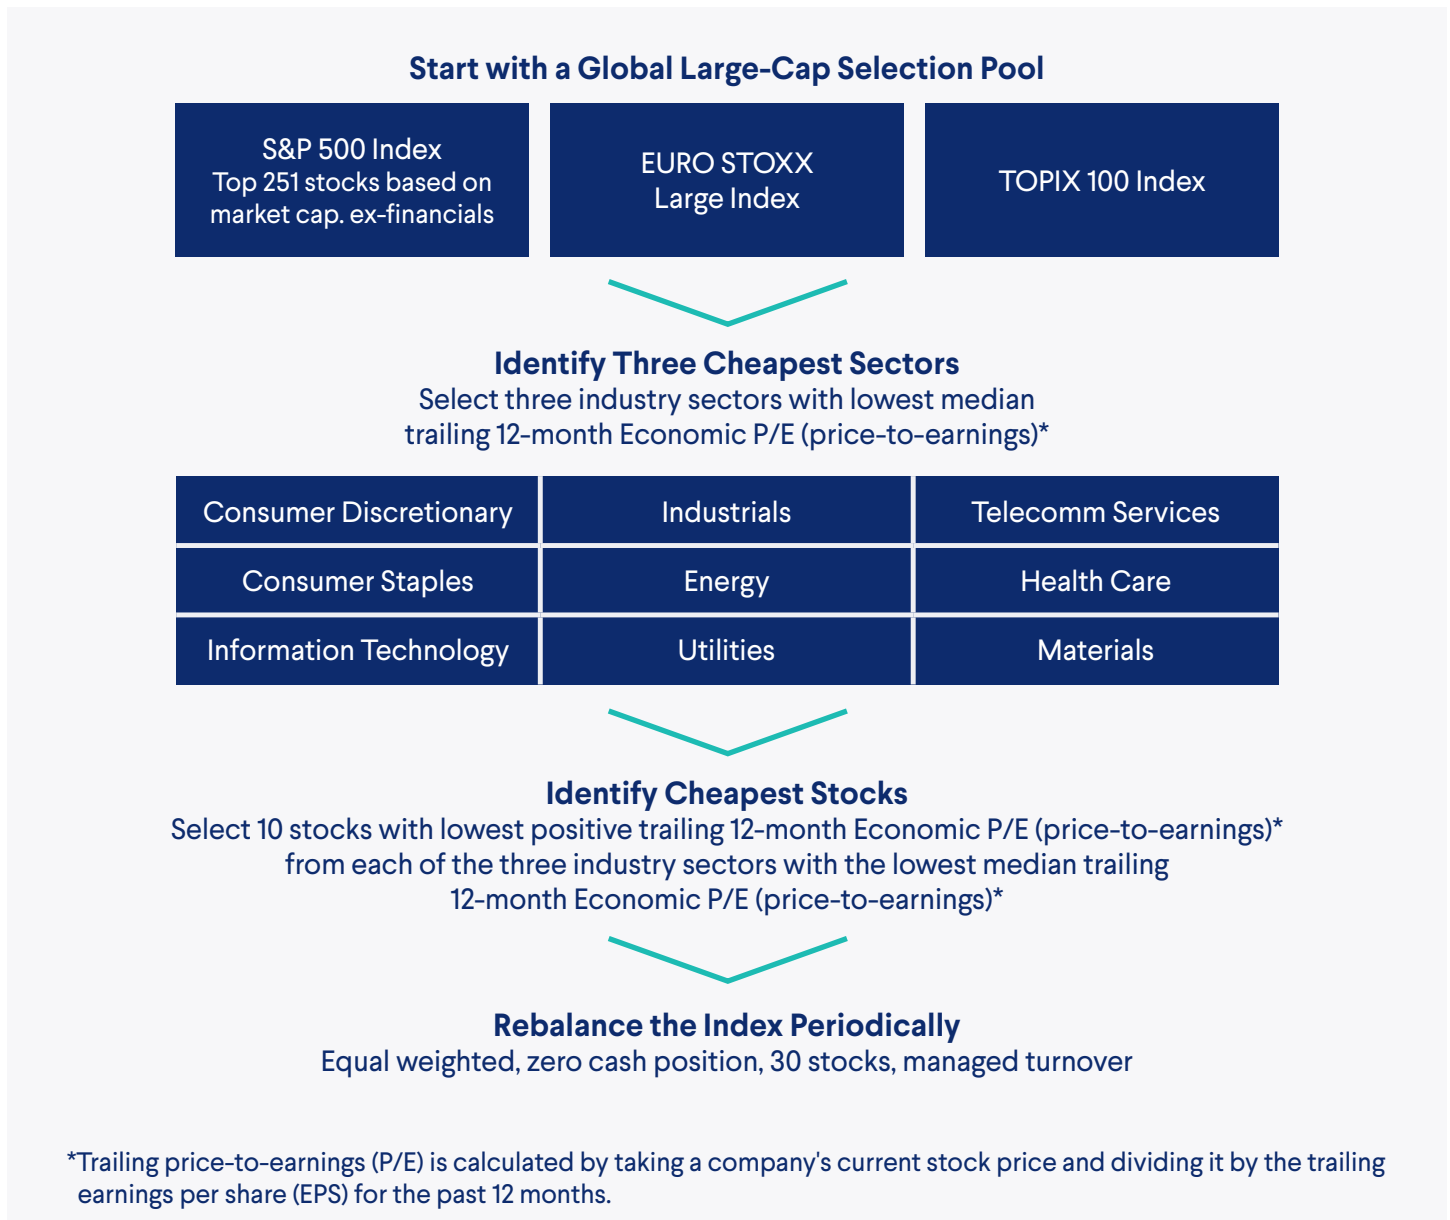 Start with a Global Large-Cap Selection Pool
S&P 500 Index
Top 251 stocks based on
market cap. ex-financials
EURO STOXX
Large Index
TOPIX 100 Index
Identify Three Cheapest Sectors
Select three industry sectors with lowest median
trailing 12-month Economic P/E (price-to-earnings)*
Consumer Discretionary
Industrials
Telecomm Services
Consumer Staples
Energy
Health Care
Information Technology
Utilities
Materials
Identify Cheapest Stocks
Select 10 stocks with lowest positive trailing 12-month Economic P/E (price-to-earnings)*
from each of the three industry sectors with the lowest median trailing
12-month Economic P/E (price-to-earnings)*
Rebalance the Index Periodically
Equal weighted, zero cash position, 30 stocks, managed turnover
*Trailing price-to-earnings (P/E) is calculated by taking a company's current stock price and dividing it by the trailing
earnings per share (EPS) for the past 12 months.